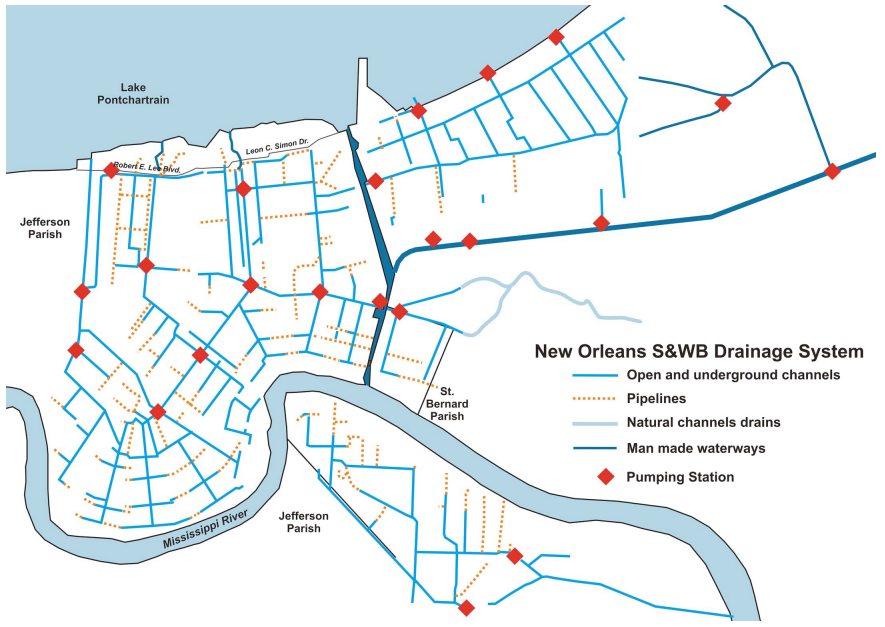 Lake
Pontchartrain
Leon C. Simon Dr.
Robert E. Lee Blvd.
Jefferson
Parish
New Orleans S&WB Drainage System
Open and underground channels
Pipelines
Natural channels drains
Man made waterways
Pumping Station
St.
Bernard
Parish
Jefferson
Parish
Mississippi River